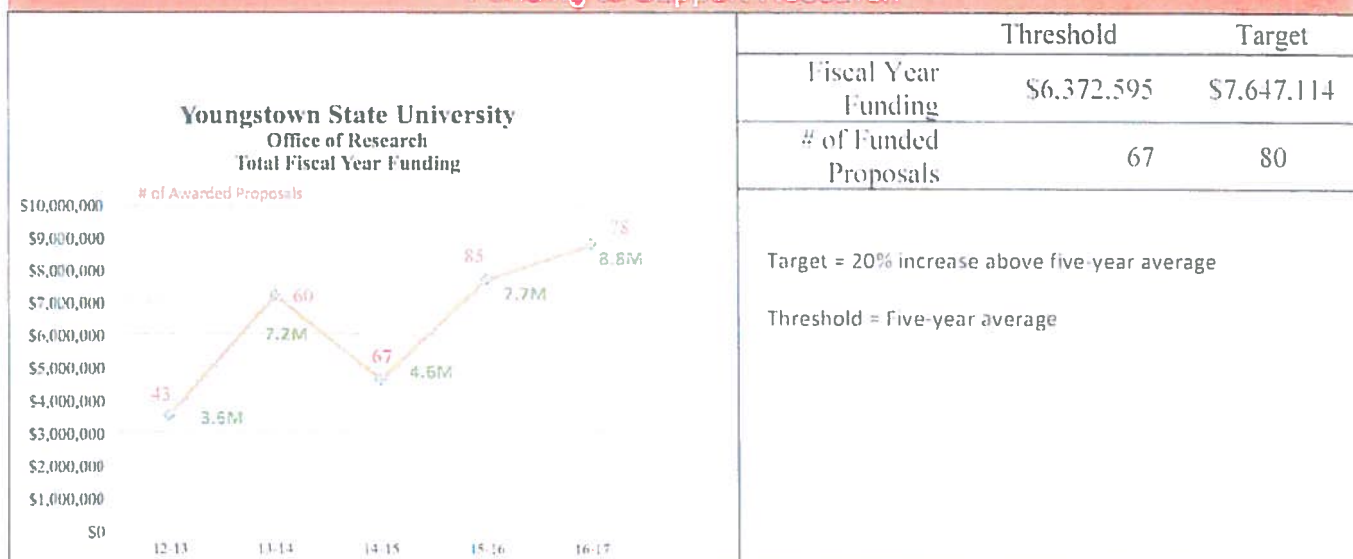 Funding to Support Research
Youngstown State University
Office of Research
Total Fiscal Year Funding
# of Awarded Proposals
$10,000,000
$9,000,000
$8,000,000
$7,000,000
$6,000,000
$5,000,000
$4,000,000
$3,000,000
$2,000,000
$1,000,000
$0
43
3.6M
60
7.2M
67
4.6M
85
7.7M
78
8.8M
12-13 13-14 14-15 15-16 16-17
Threshold Target
Fiscal Year
Funding $6,372,595 $7,647,114
# of Funded
Proposals 67 80
Target = 20% increase above five-year average
Threshold = Five-year average